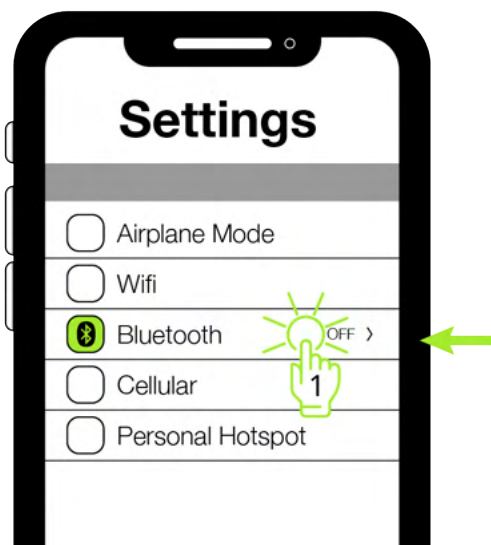 Settings
Airplane Mode
Wifi
Bluetooth OFF >
Cellular
1
Personal Hotspot